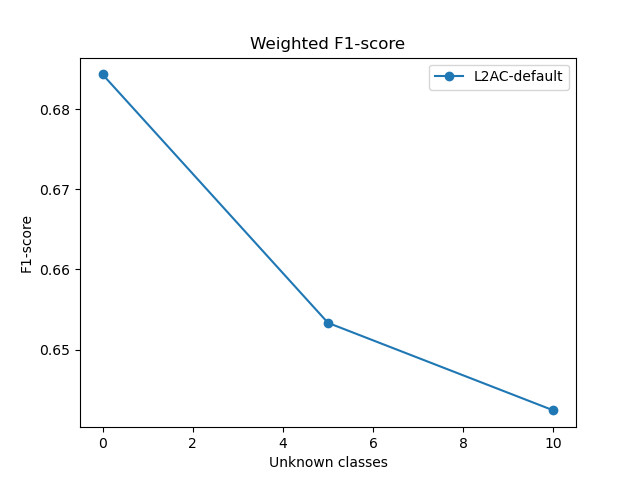 Weighted F1-score
L2AC-default
0.68
0.67
0.66
0.65
F1-score
0 2 4 6 8 10
Unknown classes